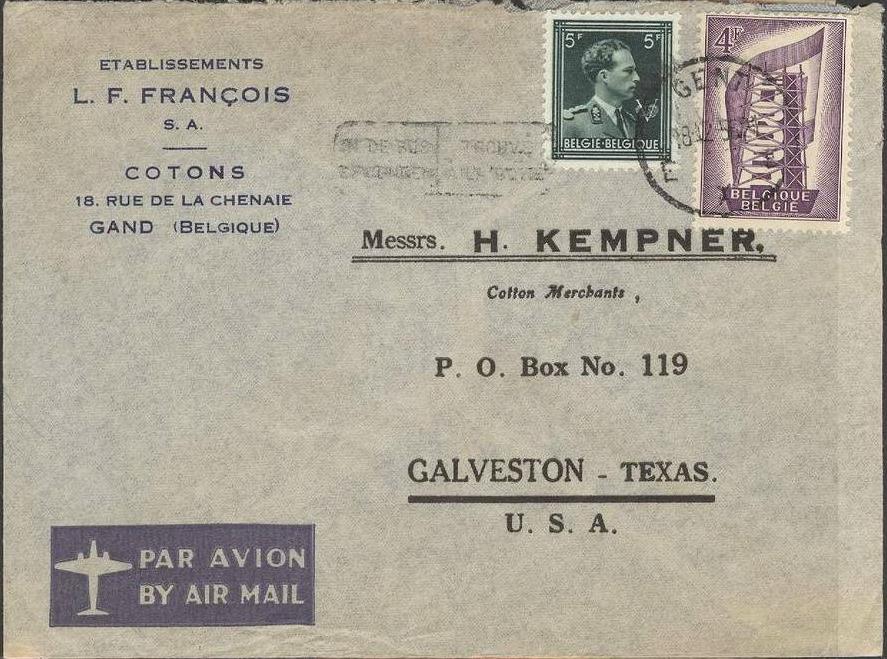 ETABLISSEMENTS
L. F. FRANÇOIS
S. A.
COTONS
18. RUE DE LA CHENAIE
GAND (BELGIQUE)
5F 5F
BELGIE·BELGIQUE
4F
BELGIQUE
BELGIE
GENT
Messrs. H. KEMPNER,
Cotton Merchants,
P. O. Box No. 119
GALVESTON - TEXAS.
U. S. A.
PAR AVION
BY AIR MAIL